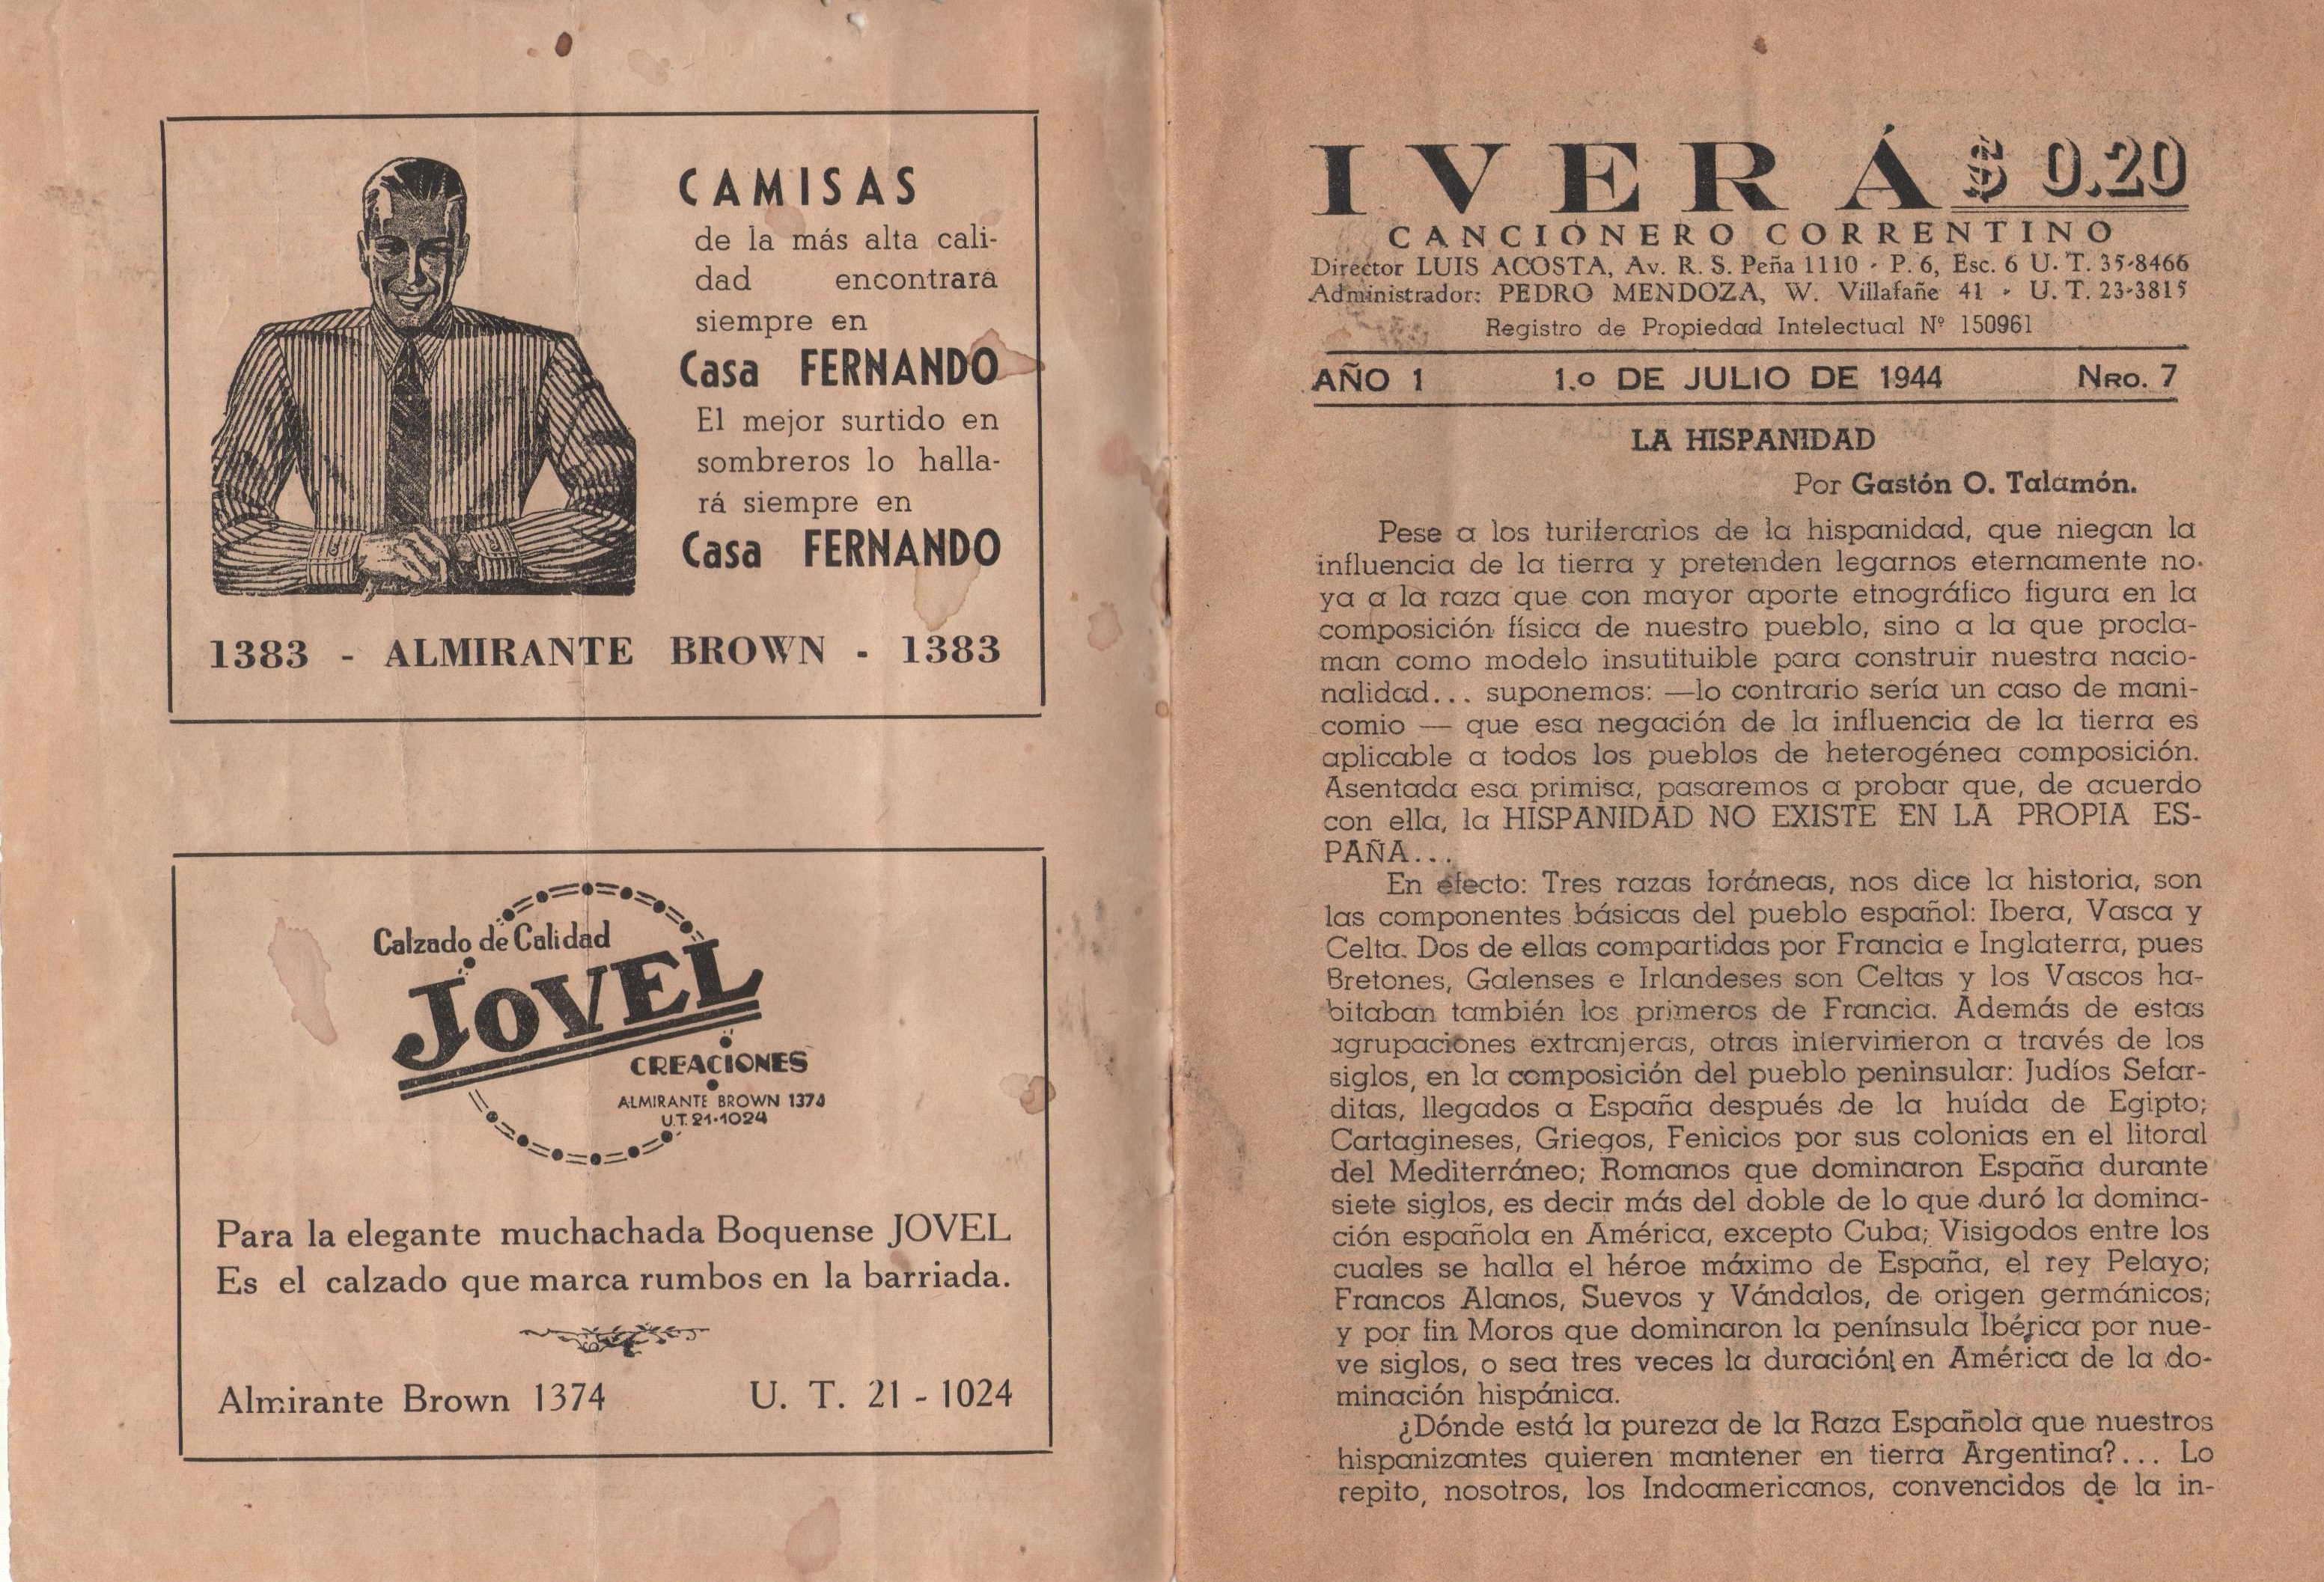 CAMISAS
de la más alta cali-
dad encontrará
siempre en
Casa FERNANDO
El mejor surtido en
sombreros lo halla-
rá siempre en
Casa FERNANDO
1383 - ALMIRANTE BROWN - 1383
Calzado de Calidad
JOVEL
CREACIONES
ALMIRANTE BROWN 1374
U.T. 21-1024
Para la elegante muchachada Boquense JOVEL
Es el calzado que marca rumbos en la barriada.
Almirante Brown 1374 U. T. 21 - 1024
IVERÁ $ 0.20
CANCIONERO CORRENTINO
Director LUIS ACOSTA, Av. R. S. Peña 1110 - P. 6, Esc. 6 U. T. 35-8466
Administrador: PEDRO MENDOZA, W. Villafañe 41 - U. T. 23-3815
Registro de Propiedad Intelectual Nº 150961
AÑO 1 1.º DE JULIO DE 1944 NRO. 7
LA HISPANIDAD
Por Gastón O. Talamón.
Pese a los turiferarios de la hispanidad, que niegan la
influencia de la tierra y pretenden legarnos eternamente no
ya a la raza que con mayor aporte etnográfico figura en la
composición física de nuestro pueblo, sino a la que procla-
man como modelo insutituible para construir nuestra nacio-
nalidad... suponemos: —lo contrario sería un caso de mani-
comio — que esa negación de la influencia de la tierra es
aplicable a todos los pueblos de heterogénea composición.
Asentada esa primisa, pasaremos a probar que, de acuerdo
con ella, la HISPANIDAD NO EXISTE EN LA PROPIA ES-
PAÑA...
En efecto: Tres razas foráneas, nos dice la historia, son
las componentes básicas del pueblo español: Ibera, Vasca y
Celta. Dos de ellas compartidas por Francia e Inglaterra, pues
Bretones, Galenses e Irlandeses son Celtas y los Vascos ha-
bitaban también los primeros de Francia. Además de estas
agrupaciones extranjeras, otras intervinieron a través de los
siglos, en la composición del pueblo peninsular: Judíos Sefar-
ditas, llegados a España después de la huída de Egipto;
Cartagineses, Griegos, Fenicios por sus colonias en el litoral
del Mediterráneo; Romanos que dominaron España durante
siete siglos, es decir más del doble de lo que duró la domina-
ción española en América, excepto Cuba; Visigodos entre los
cuales se halla el héroe máximo de España, el rey Pelayo;
Francos Alanos, Suevos y Vándalos, de origen germánicos;
y por fin Moros que dominaron la península Ibérica por nue-
ve siglos, o sea tres veces la duración en América de la do-
minación hispánica.
¿Dónde está la pureza de la Raza Española que nuestros
hispanizantes quieren mantener en tierra Argentina?... Lo
repito, nosotros, los Indoamericanos, convencidos de la in-